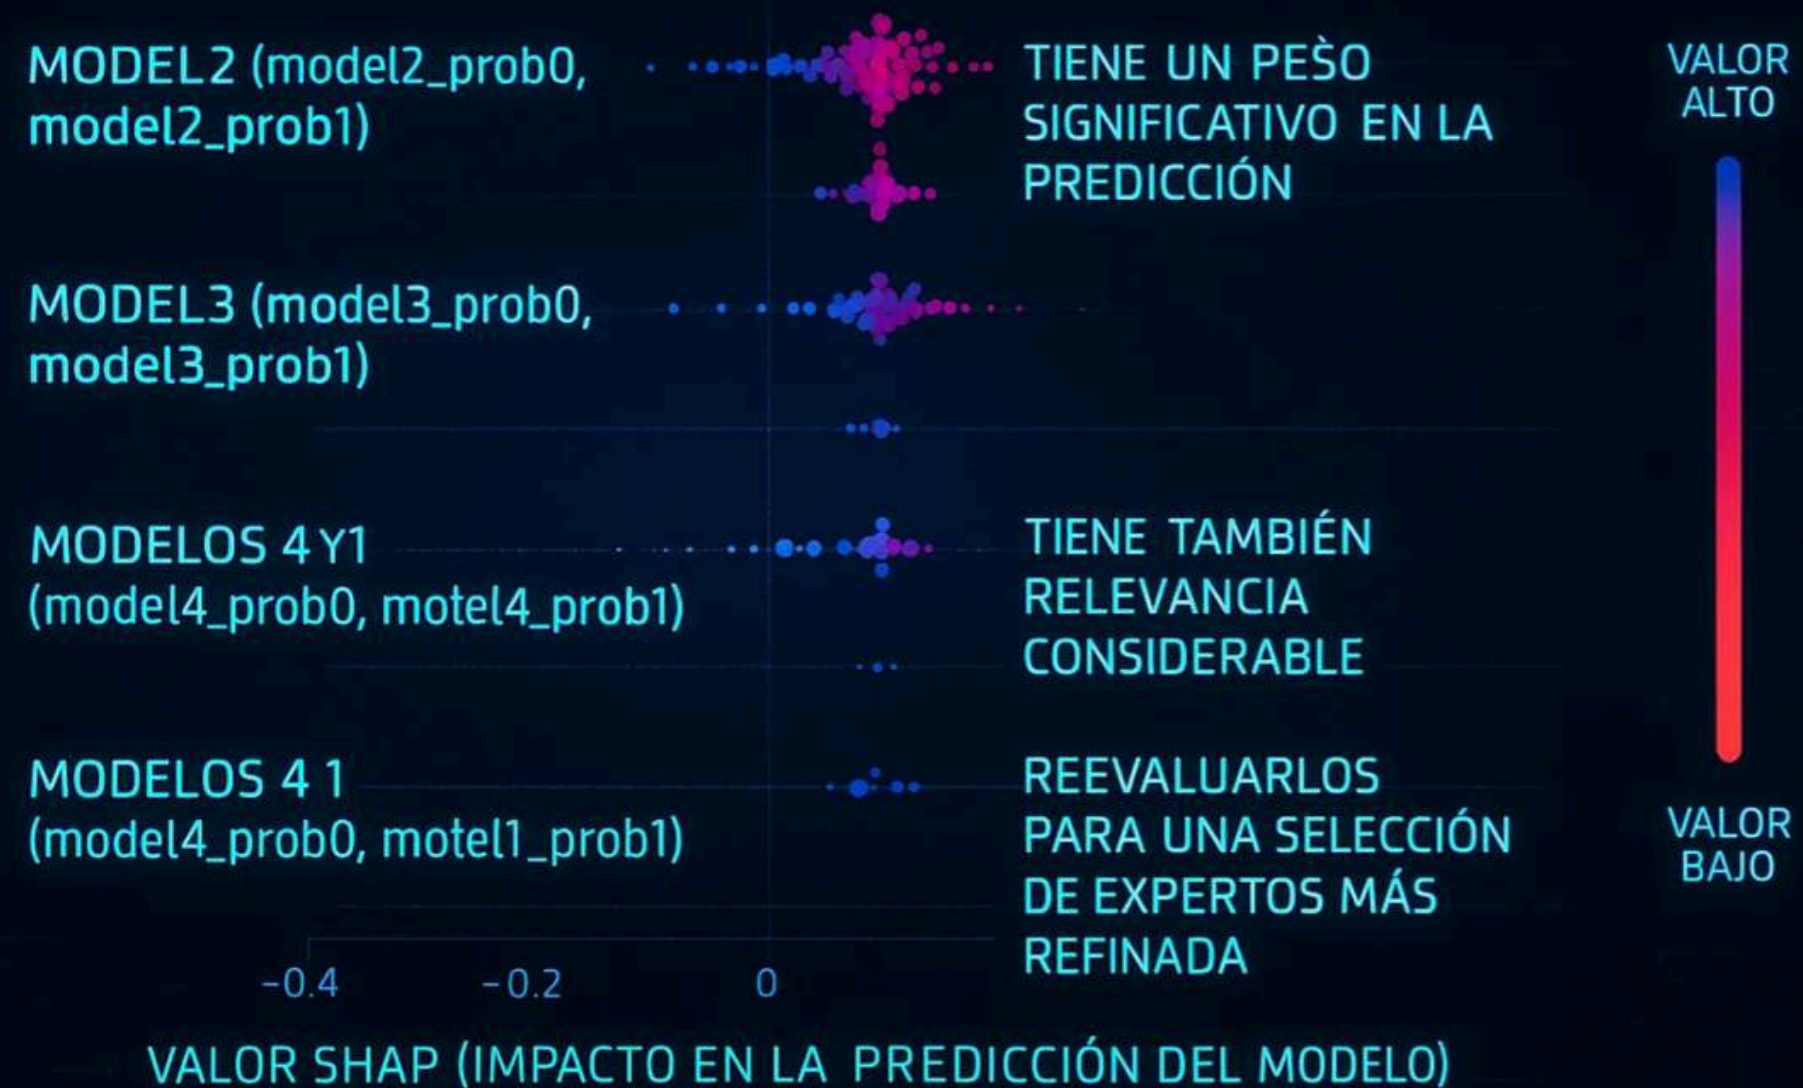 MODEL2 (model2_prob0,
model2_prob1)
TIENE UN PESÒ
SIGNIFICATIVO EN LA
PREDICCIÓN
MODEL3 (model3_prob0,
model3_prob1)
MODELOS 4 Y1
(model4_prob0, motel4_prob1)
TIENE TAMBIÉN
RELEVANCIA
CONSIDERABLE
MODELOS 4 1
(model4_prob0, motel1_prob1)
REEVALUARLOS
PARA UNA SELECCIÓN
DE EXPERTOS MÁS
REFINADA
VALOR
ALTO
VALOR
BAJO
-0.4
-0.2
0
VALOR SHAP (IMPACTO EN LA PREDICCIÓN DEL MODELO)